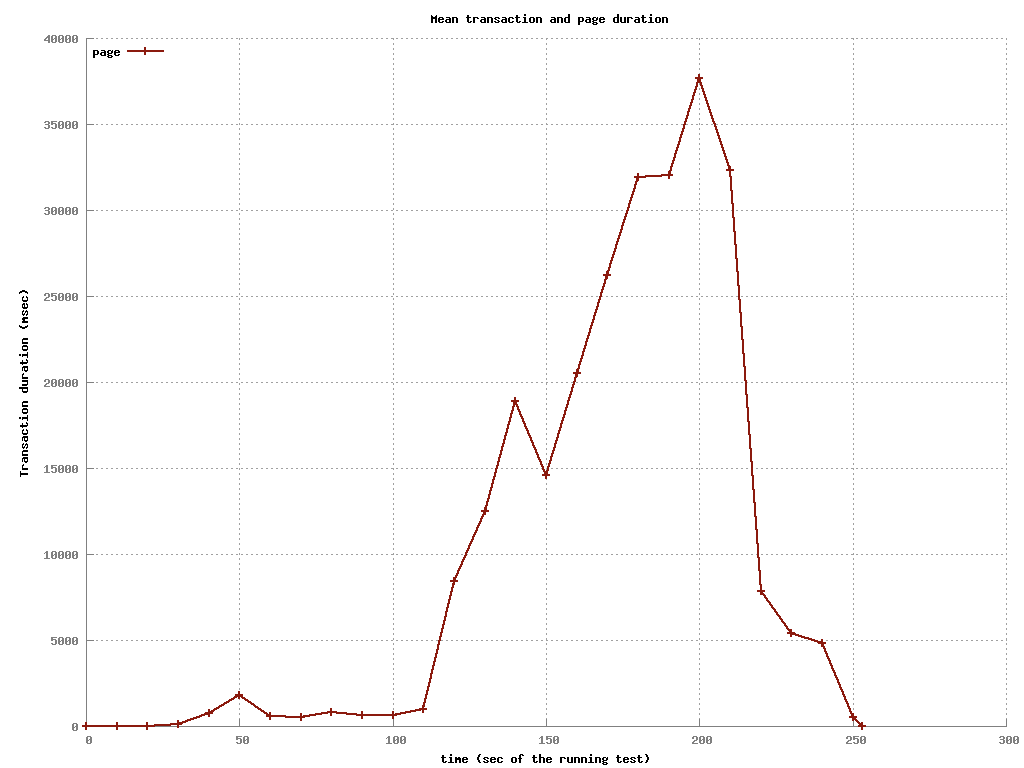 Mean transaction and page duration
40000
page
35000
30000
25000
20000
15000
10000
5000
0
Transaction duration (msec)
0 50 100 150 200 250 300
time (sec of the running test)